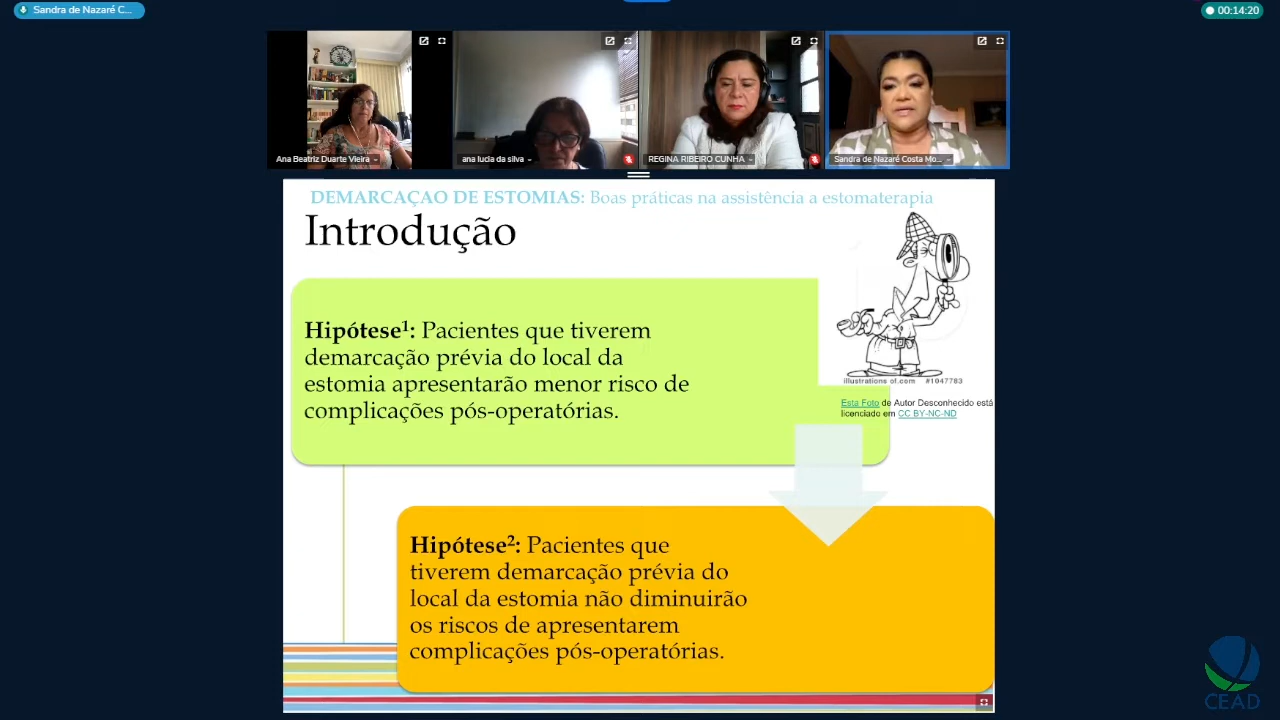 Sandra de Nazaré C...
00:14:20
Ana Beatriz Duarte Vieira
ana lucia da silva
REGINA RIBEIRO CUNHA
Sandra de Nazaré Costa Mo...
DEMARCAÇAO DE ESTOMIAS: Boas práticas na assistência a estomaterapia
Introdução
Hipótese¹: Pacientes que tiverem
demarcação prévia do local da
estomia apresentarão menor risco de
complicações pós-operatórias.
illustrations of.com #1047783
Esta Foto de Autor Desconhecido está
licenciado em CC BY-NC-ND
Hipótese²: Pacientes que
tiverem demarcação prévia do
local da estomia não diminuirão
os riscos de apresentarem
complicações pós-operatórias.
CEAD